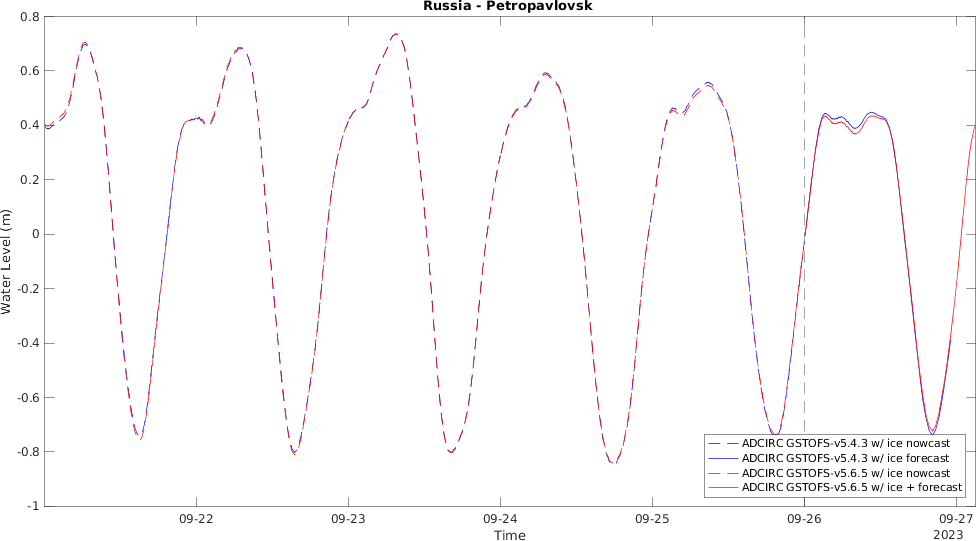 Russia - Petropavlovsk
0.8
0.6
0.4
0.2
0
-0.2
-0.4
-0.6
-0.8
-1
Water Level (m)
ADCIRC GSTOFS-v5.4.3 w/ ice nowcast
ADCIRC GSTOFS-v5.4.3 w/ ice forecast
ADCIRC GSTOFS-v5.6.5 w/ ice nowcast
ADCIRC GSTOFS-v5.6.5 w/ ice + forecast
09-22 09-23 09-24 09-25 09-26 09-27
Time
2023